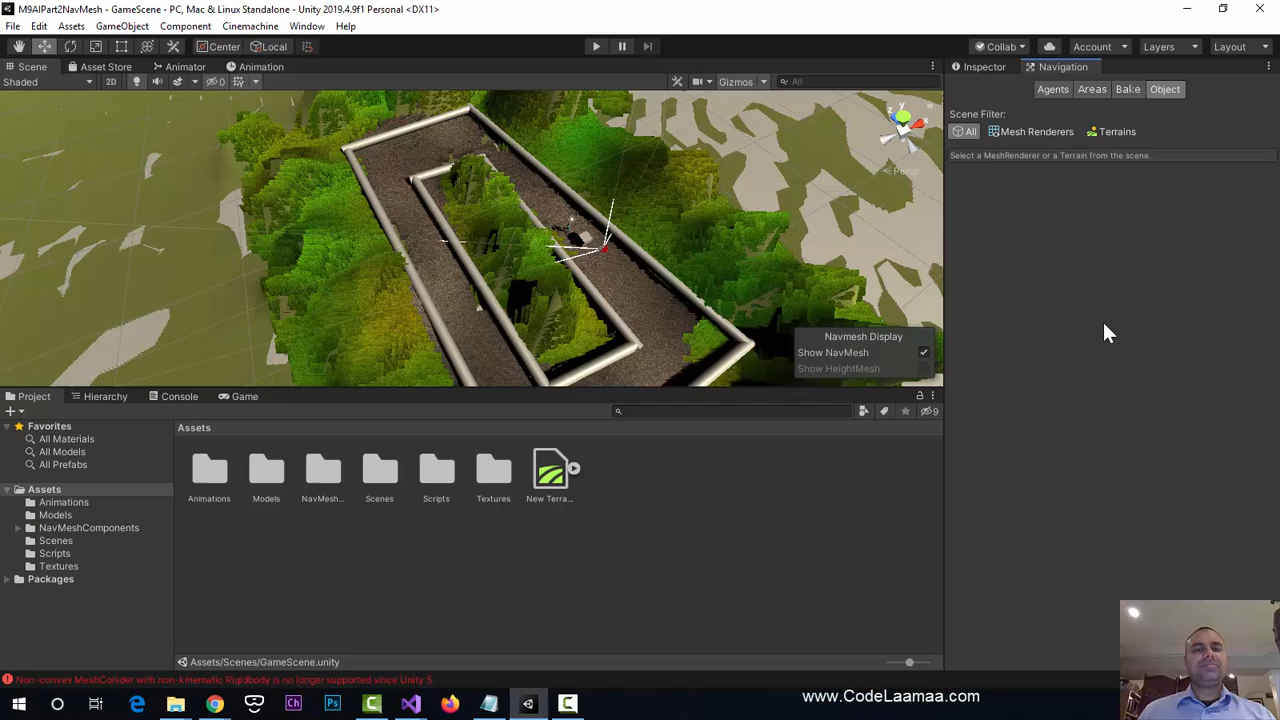 M9AIPart2NavMesh - GameScene - PC, Mac & Linux Standalone - Unity 2019.4.9f1 Personal <DX11>
File Edit Assets GameObject Component Cinemachine Window Help
Center Local Collab Account Layers Layout
Scene Asset Store Animator Animation Inspector Navigation
Shaded 2D 0 Gizmos All
Agents Areas Bake Object
Scene Filter:
All Mesh Renderers Terrains
Select a MeshRenderer or a Terrain from the scene.
y
z x
Persp
Navmesh Display
Show NavMesh
Show HeightMesh
Project Hierarchy Console Game
9
Favorites
All Materials
All Models
All Prefabs
Assets
Animations
Models
NavMeshComponents
Scenes
Scripts
Textures
Packages
Assets
Animations Models NavMesh... Scenes Scripts Textures New Terra...
Assets/Scenes/GameScene.unity
Non-convex MeshCollider with non-kinematic Rigidbody is no longer supported since Unity 5.
Ch Ps
www.CodeLaamaa.com